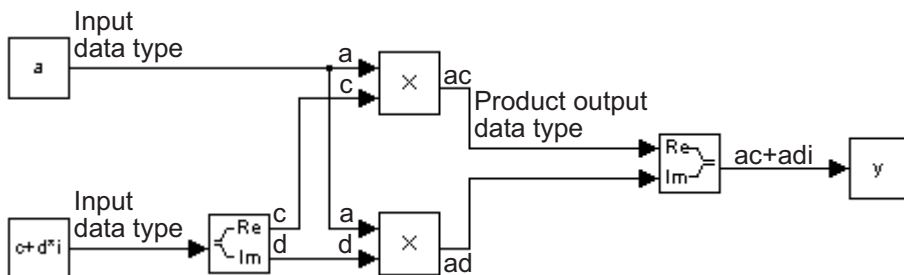 Input
data type
a
a
c
×
ac
Product output
data type
Re
Im
ac+adi
y
Input
data type
c+d*i
Re
Im
c
d
a
d
×
ad